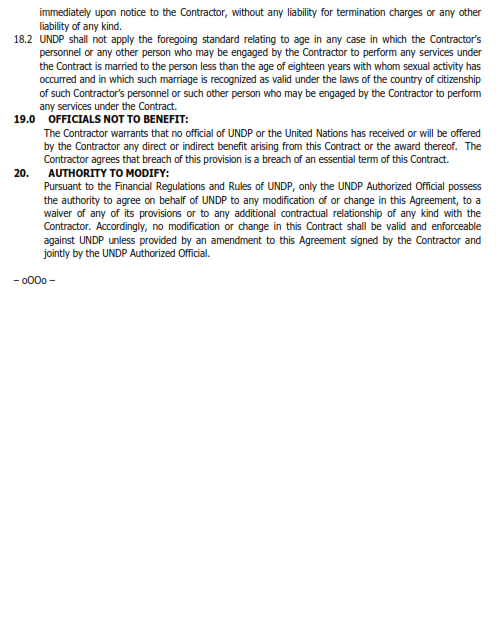 immediately upon notice to the Contractor, without any liability for termination charges or any other
liability of any kind.
18.2 UNDP shall not apply the foregoing standard relating to age in any case in which the Contractor's
personnel or any other person who may be engaged by the Contractor to perform any services under
the Contract is married to the person less than the age of eighteen years with whom sexual activity has
occurred and in which such marriage is recognized as valid under the laws of the country of citizenship
of such Contractor's personnel or such other person who may be engaged by the Contractor to perform
any services under the Contract.
19.0 OFFICIALS NOT TO BENEFIT:
The Contractor warrants that no official of UNDP or the United Nations has received or will be offered
by the Contractor any direct or indirect benefit arising from this Contract or the award thereof. The
Contractor agrees that breach of this provision is a breach of an essential term of this Contract.
20. AUTHORITY TO MODIFY:
Pursuant to the Financial Regulations and Rules of UNDP, only the UNDP Authorized Official possess
the authority to agree on behalf of UNDP to any modification of or change in this Agreement, to a
waiver of any of its provisions or to any additional contractual relationship of any kind with the
Contractor. Accordingly, no modification or change in this Contract shall be valid and enforceable
against UNDP unless provided by an amendment to this Agreement signed by the Contractor and
jointly by the UNDP Authorized Official.
– oOOo –